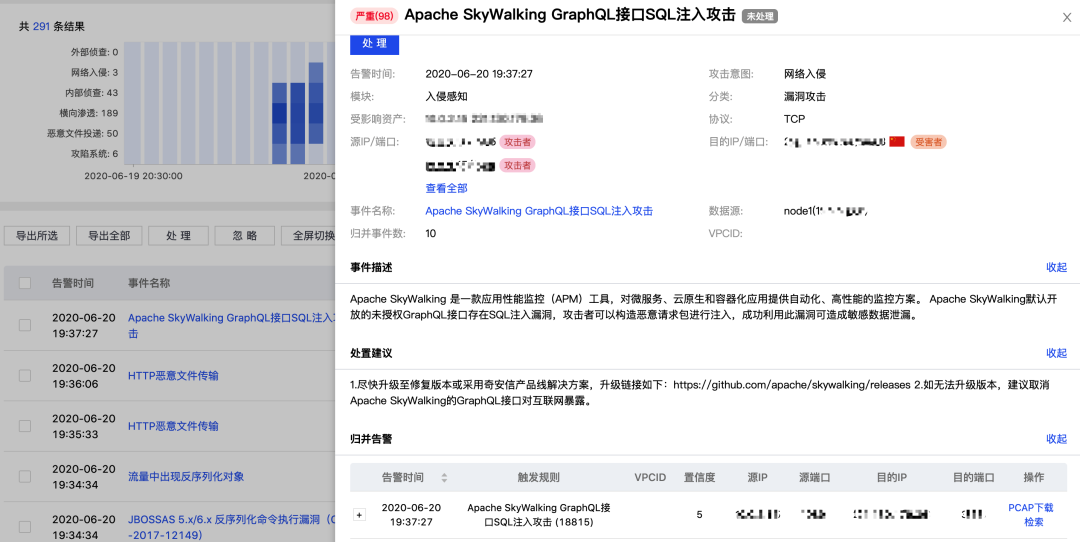 共 291 条结果
外部侦查: 0
网络入侵: 3
内部侦查: 43
横向渗透: 189
恶意文件投递: 50
攻陷系统: 6
2020-06-19 20:30:00
2020-0
导出所选
导出全部
处 理
忽 略
全屏切换
告警时间
事件名称
2020-06-20
19:37:27
Apache SkyWalking GraphQL接口SQL注入
击
2020-06-20
19:36:06
HTTP恶意文件传输
2020-06-20
19:35:33
HTTP恶意文件传输
2020-06-20
19:34:34
流量中出现反序列化对象
2020-06-20
19:34:34
JBOSSAS 5.x/6.x 反序列化命令执行漏洞（C
-2017-12149)
严重(98)
Apache SkyWalking GraphQL接口SQL注入攻击
未处理
处 理
告警时间:
2020-06-20 19:37:27
攻击意图:
网络入侵
模块:
入侵感知
分类:
漏洞攻击
受影响资产:
协议:
TCP
源IP/端口:
攻击者
目的IP/端口:
受害者
攻击者
查看全部
事件名称:
Apache SkyWalking GraphQL接口SQL注入攻击
数据源:
node1(1
归并事件数:
10
VPCID:
事件描述
收起
Apache SkyWalking 是一款应用性能监控（APM）工具，对微服务、云原生和容器化应用提供自动化、高性能的监控方案。 Apache SkyWalking默认开
放的未授权GraphQL接口存在SQL注入漏洞，攻击者可以构造恶意请求包进行注入，成功利用此漏洞可造成敏感数据泄漏。
处置建议
收起
1.尽快升级至修复版本或采用奇安信产品线解决方案，升级链接如下：https://github.com/apache/skywalking/releases 2.如无法升级版本，建议取消
Apache SkyWalking的GraphQL接口对互联网暴露。
归并告警
收起
告警时间
触发规则
VPCID
置信度
源IP
源端口
目的IP
目的端口
操作
2020-06-20
19:37:27
Apache SkyWalking GraphQL接
口SQL注入攻击 (18815)
5
PCAP下载
检索